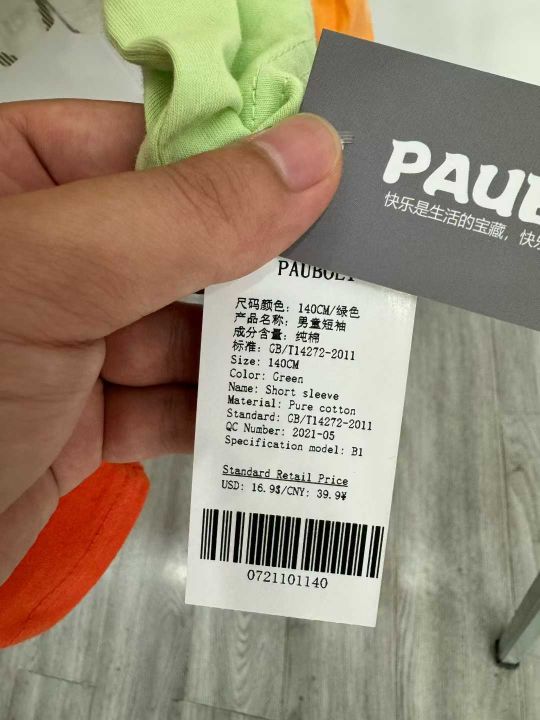 PAUB
快乐是生活的宝藏，快乐
PAUBOLY
尺码颜色：140CM/绿色
产品名称：男童短袖
成分含量：纯棉
标准：GB/T14272-2011
Size: 140CM
Color: Green
Name: Short sleeve
Material: Pure cotton
Standard: GB/T14272-2011
QC Number: 2021-05
Specification model: B1
Standard Retail Price
USD: 16.9$/CNY: 39.9¥
0721101140